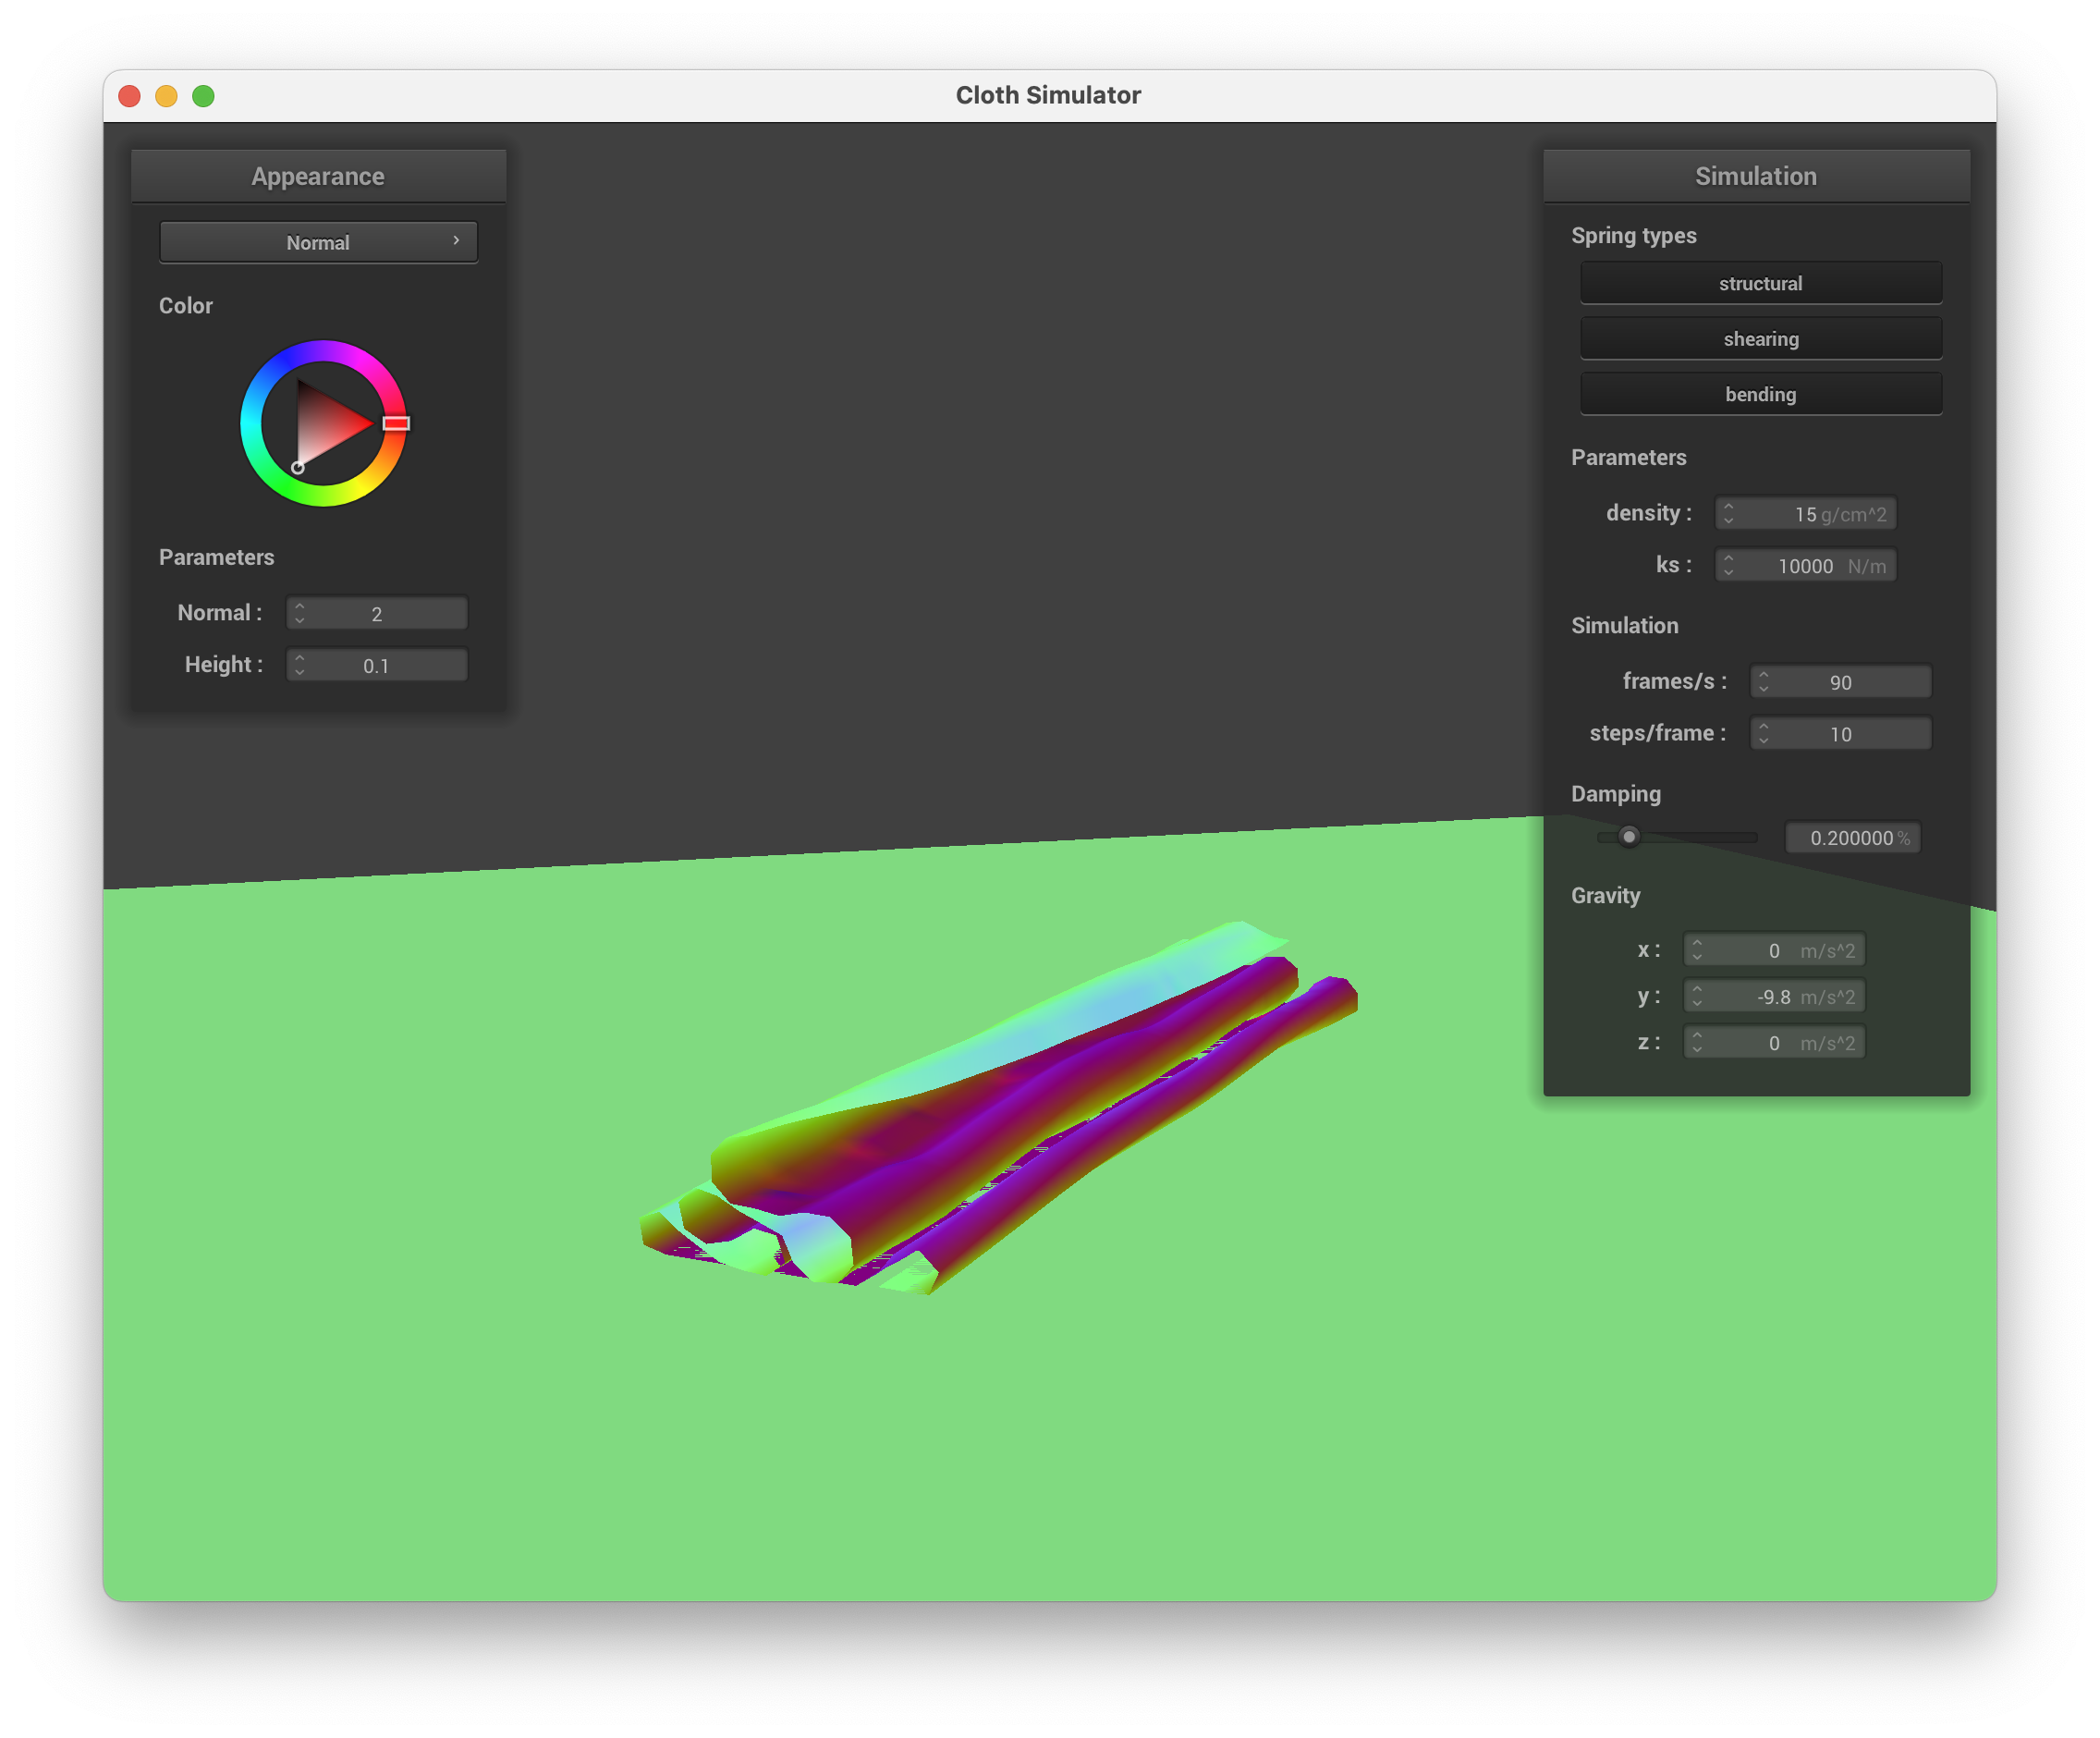 Cloth Simulator
Appearance
Normal
Color
Parameters
Normal :
2
Height :
0.1
Simulation
Spring types
structural
shearing
bending
Parameters
density :
15 g/cm^2
ks :
10000 N/m
Simulation
frames/s :
90
steps/frame :
10
Damping
0.200000 %
Gravity
x :
0 m/s^2
y :
-9.8 m/s^2
z :
0 m/s^2